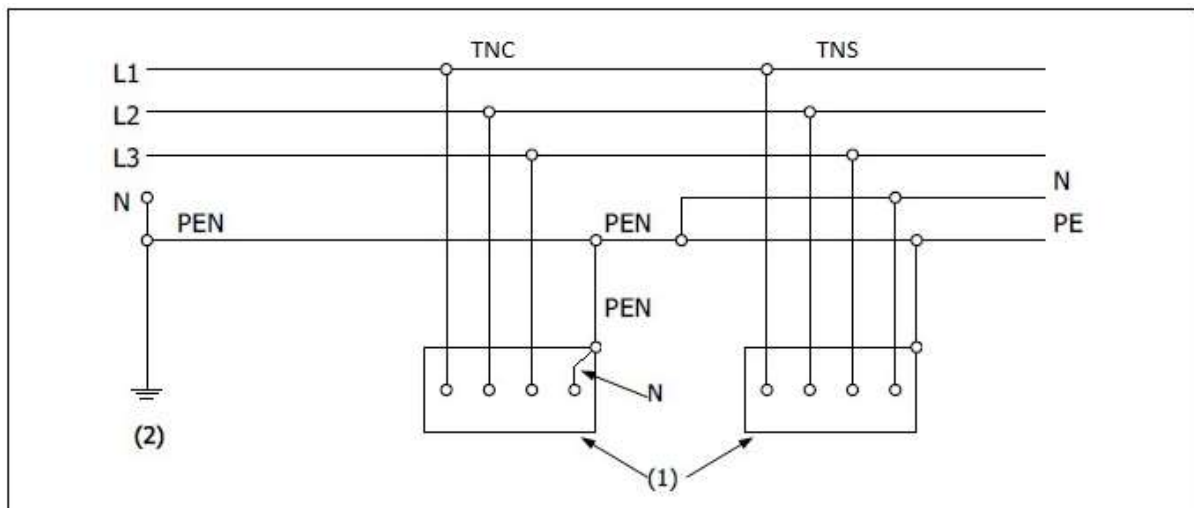 TNC TNS
L1
L2
L3
N N
PEN PEN PE
PEN
N
(2)
(1)